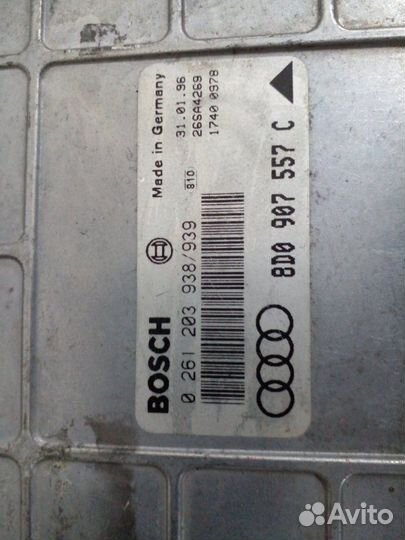 Made in Germany
31.01.96
26SA4269
1740 0978
810
BOSCH
0 261 203 938/939
8D0 907 557 C
Avito